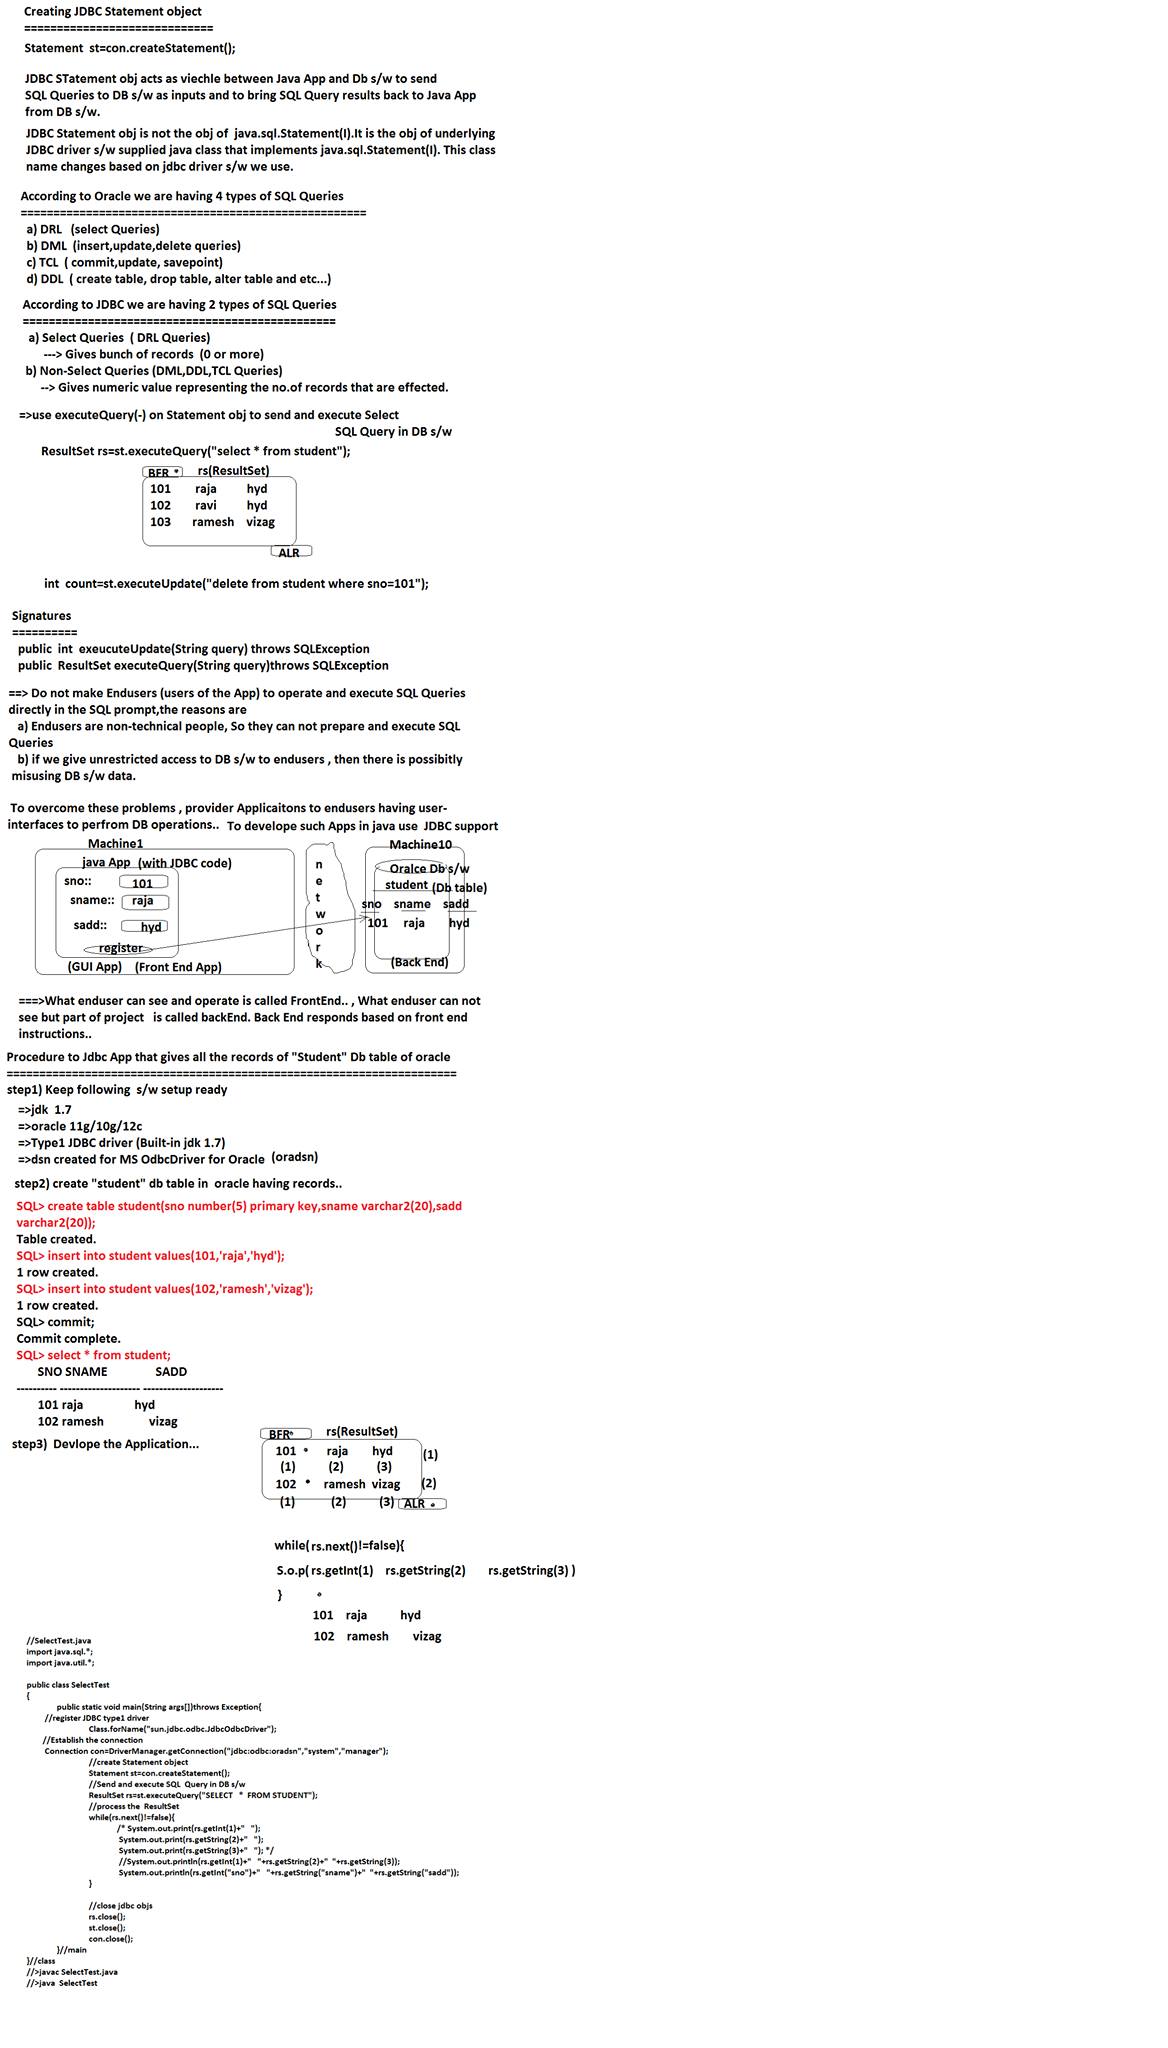 Creating JDBC Statement object
=============================
Statement  st=con.createStatement();
JDBC STatement obj acts as viechle between Java App and Db s/w to send
SQL Queries to DB s/w as inputs and to bring SQL Query results back to Java App
from DB s/w.
JDBC Statement obj is not the obj of  java.sql.Statement(I).It is the obj of underlying
JDBC driver s/w supplied java class that implements java.sql.Statement(I). This class
name changes based on jdbc driver s/w we use.
According to Oracle we are having 4 types of SQL Queries
=====================================================
a) DRL   (select Queries)
b) DML  (insert,update,delete queries)
c) TCL  ( commit,update, savepoint)
d) DDL  ( create table, drop table, alter table and etc...)
According to JDBC we are having 2 types of SQL Queries
================================================
a) Select Queries  ( DRL Queries)
---> Gives bunch of records  (0 or more)
b) Non-Select Queries (DML,DDL,TCL Queries)
--> Gives numeric value representing the no.of records that are effected.
=>use executeQuery(-) on Statement obj to send and execute Select
SQL Query in DB s/w
ResultSet rs=st.executeQuery("select * from student");
BFR *    rs(ResultSet)
101    raja    hyd
102    ravi    hyd
103    ramesh    vizag
ALR
int  count=st.executeUpdate("delete from student where sno=101");
Signatures
==========
public  int  exeucuteUpdate(String query) throws SQLException
public  ResultSet executeQuery(String query)throws SQLException
==> Do not make Endusers (users of the App) to operate and execute SQL Queries
directly in the SQL prompt,the reasons are
a) Endusers are non-technical people, So they can not prepare and execute SQL
Queries
b) if we give unrestricted access to DB s/w to endusers , then there is possibitly
misusing DB s/w data.
To overcome these problems , provider Applicaitons to endusers having user-
interfaces to perfrom DB operations..  To develope such Apps in java use  JDBC support
Machine1
java App  (with JDBC code)
sno::    101
sname::    raja
sadd::    hyd
register
(GUI App)    (Front End App)
n
e
t
w
o
r
k
Machine10
Oralce Db s/w
student (Db table)
sno    sname    sadd
101    raja    hyd
(Back End)
===>What enduser can see and operate is called FrontEnd.. , What enduser can not
see but part of project   is called backEnd. Back End responds based on front end
instructions..
Procedure to Jdbc App that gives all the records of "Student" Db table of oracle
=====================================================================
step1) Keep following  s/w setup ready
=>jdk  1.7
=>oracle 11g/10g/12c
=>Type1 JDBC driver (Built-in jdk 1.7)
=>dsn created for MS OdbcDriver for Oracle  (oradsn)
step2) create "student" db table in  oracle having records..
SQL> create table student(sno number(5) primary key,sname varchar2(20),sadd
varchar2(20));
Table created.
SQL> insert into student values(101,'raja','hyd');
1 row created.
SQL> insert into student values(102,'ramesh','vizag');
1 row created.
SQL> commit;
Commit complete.
SQL> select * from student;
SNO SNAME    SADD
---------- -------------------- --------------------
101 raja    hyd
102 ramesh    vizag
step3)  Devlope the Application...
BFR*    rs(ResultSet)
101 *    raja    hyd    (1)
(1)    (2)    (3)
102 *    ramesh  vizag    (2)
(1)    (2)    (3)  ALR *
while( rs.next()!=false){
S.o.p( rs.getInt(1)    rs.getString(2)    rs.getString(3) )
}    *
101    raja    hyd
102    ramesh    vizag
//SelectTest.java
import java.sql.*;
import java.util.*;
public class SelectTest
{
public static void main(String args[])throws Exception{
//register JDBC type1 driver
Class.forName("sun.jdbc.odbc.JdbcOdbcDriver");
//Establish the connection
Connection con=DriverManager.getConnection("jdbc:odbc:oradsn","system","manager");
//create Statement object
Statement st=con.createStatement();
//Send and execute SQL  Query in DB s/w
ResultSet rs=st.executeQuery("SELECT   *  FROM STUDENT");
//process the  ResultSet
while(rs.next()!=false){
/* System.out.print(rs.getInt(1)+"   ");
System.out.print(rs.getString(2)+"   ");
System.out.print(rs.getString(3)+"   "); */
//System.out.println(rs.getInt(1)+"   "+rs.getString(2)+"  "+rs.getString(3));
System.out.println(rs.getInt("sno")+"   "+rs.getString("sname")+"  "+rs.getString("sadd"));
}
//close jdbc objs
rs.close();
st.close();
con.close();
}//main
}//class
//>javac SelectTest.java
//>java  SelectTest